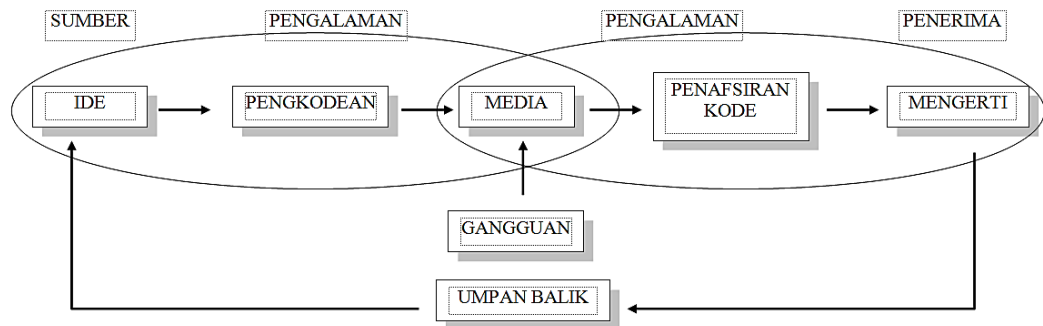 SUMBER
PENGALAMAN
PENGALAMAN
PENERIMA
IDE
PENGKODEAN
MEDIA
PENAFSIRAN
KODE
MENGERTI
GANGGUAN
UMPAN BALIK